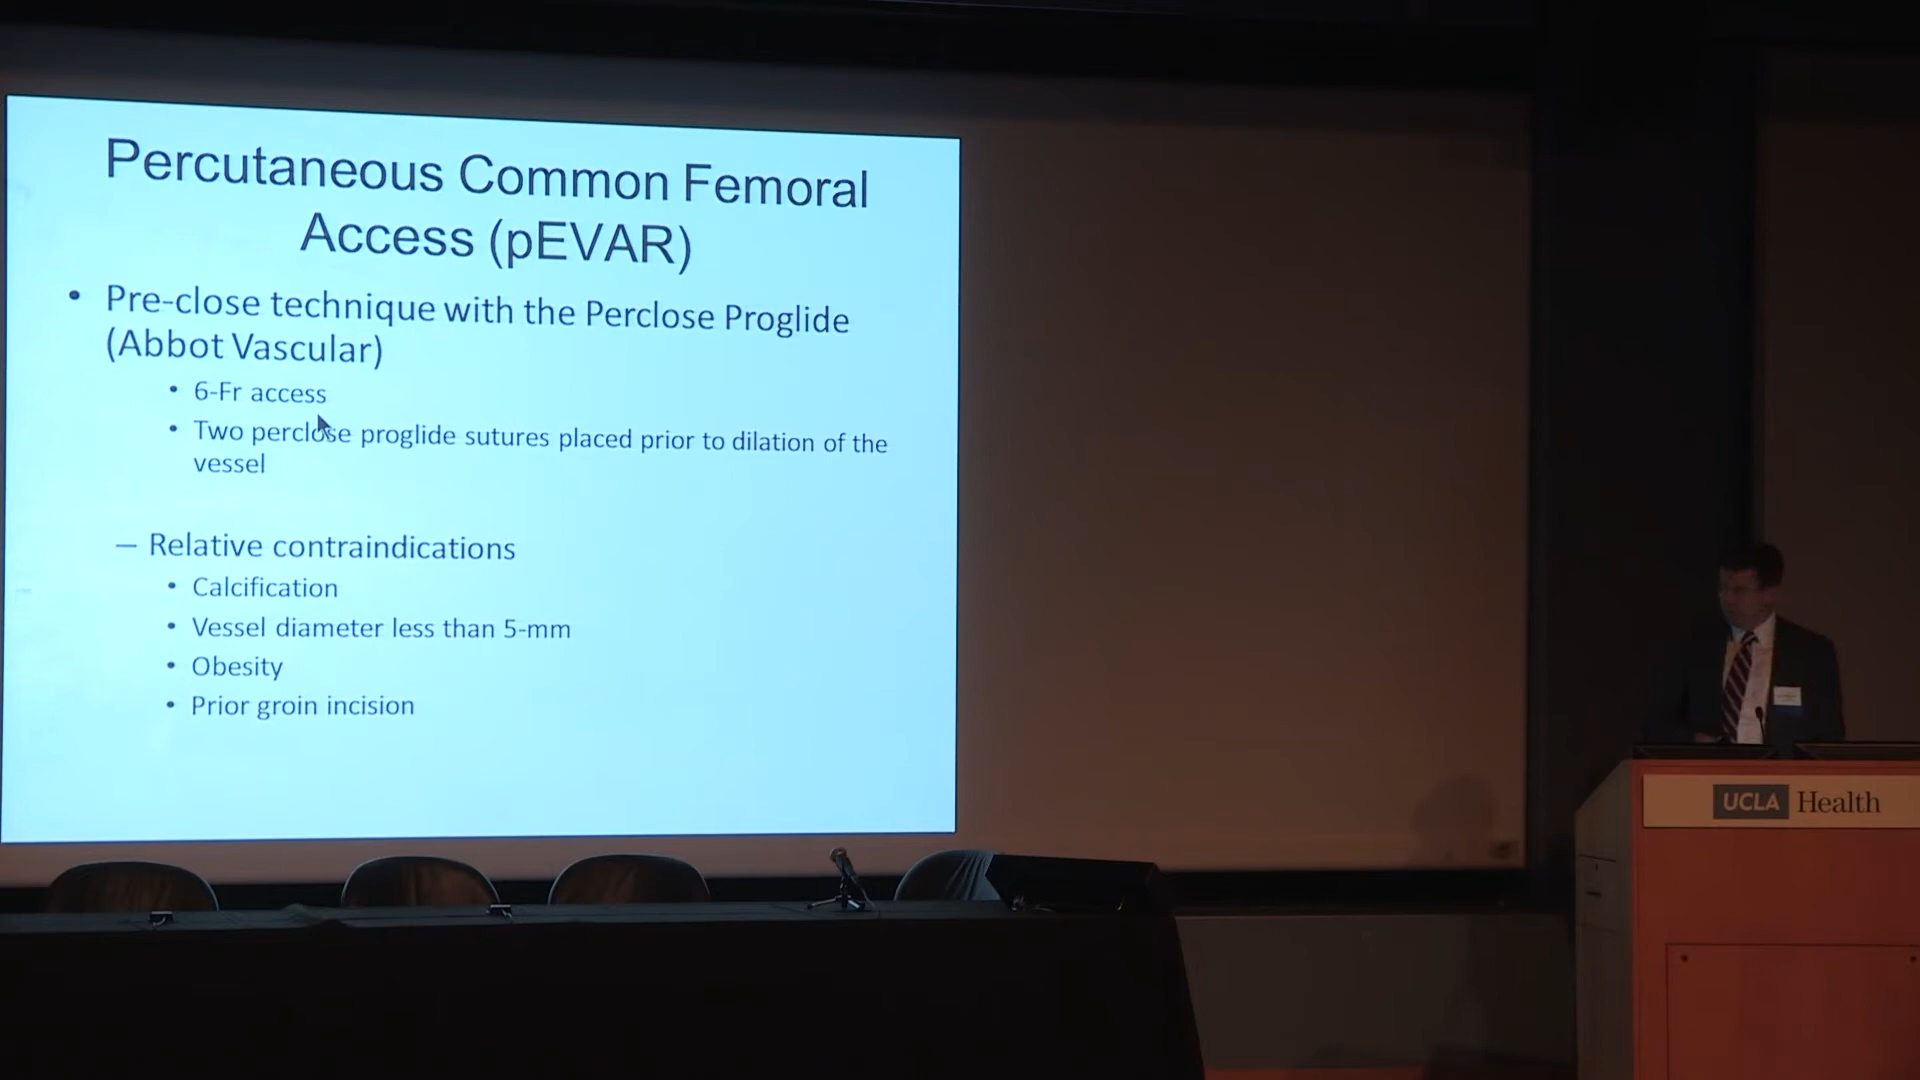 Percutaneous Common Femoral
Access (pEVAR)
• Pre-close technique with the Perclose Proglide
(Abbot Vascular)
• 6-Fr access
• Two perclose proglide sutures placed prior to dilation of the
vessel
– Relative contraindications
• Calcification
• Vessel diameter less than 5-mm
• Obesity
• Prior groin incision
UCLA Health